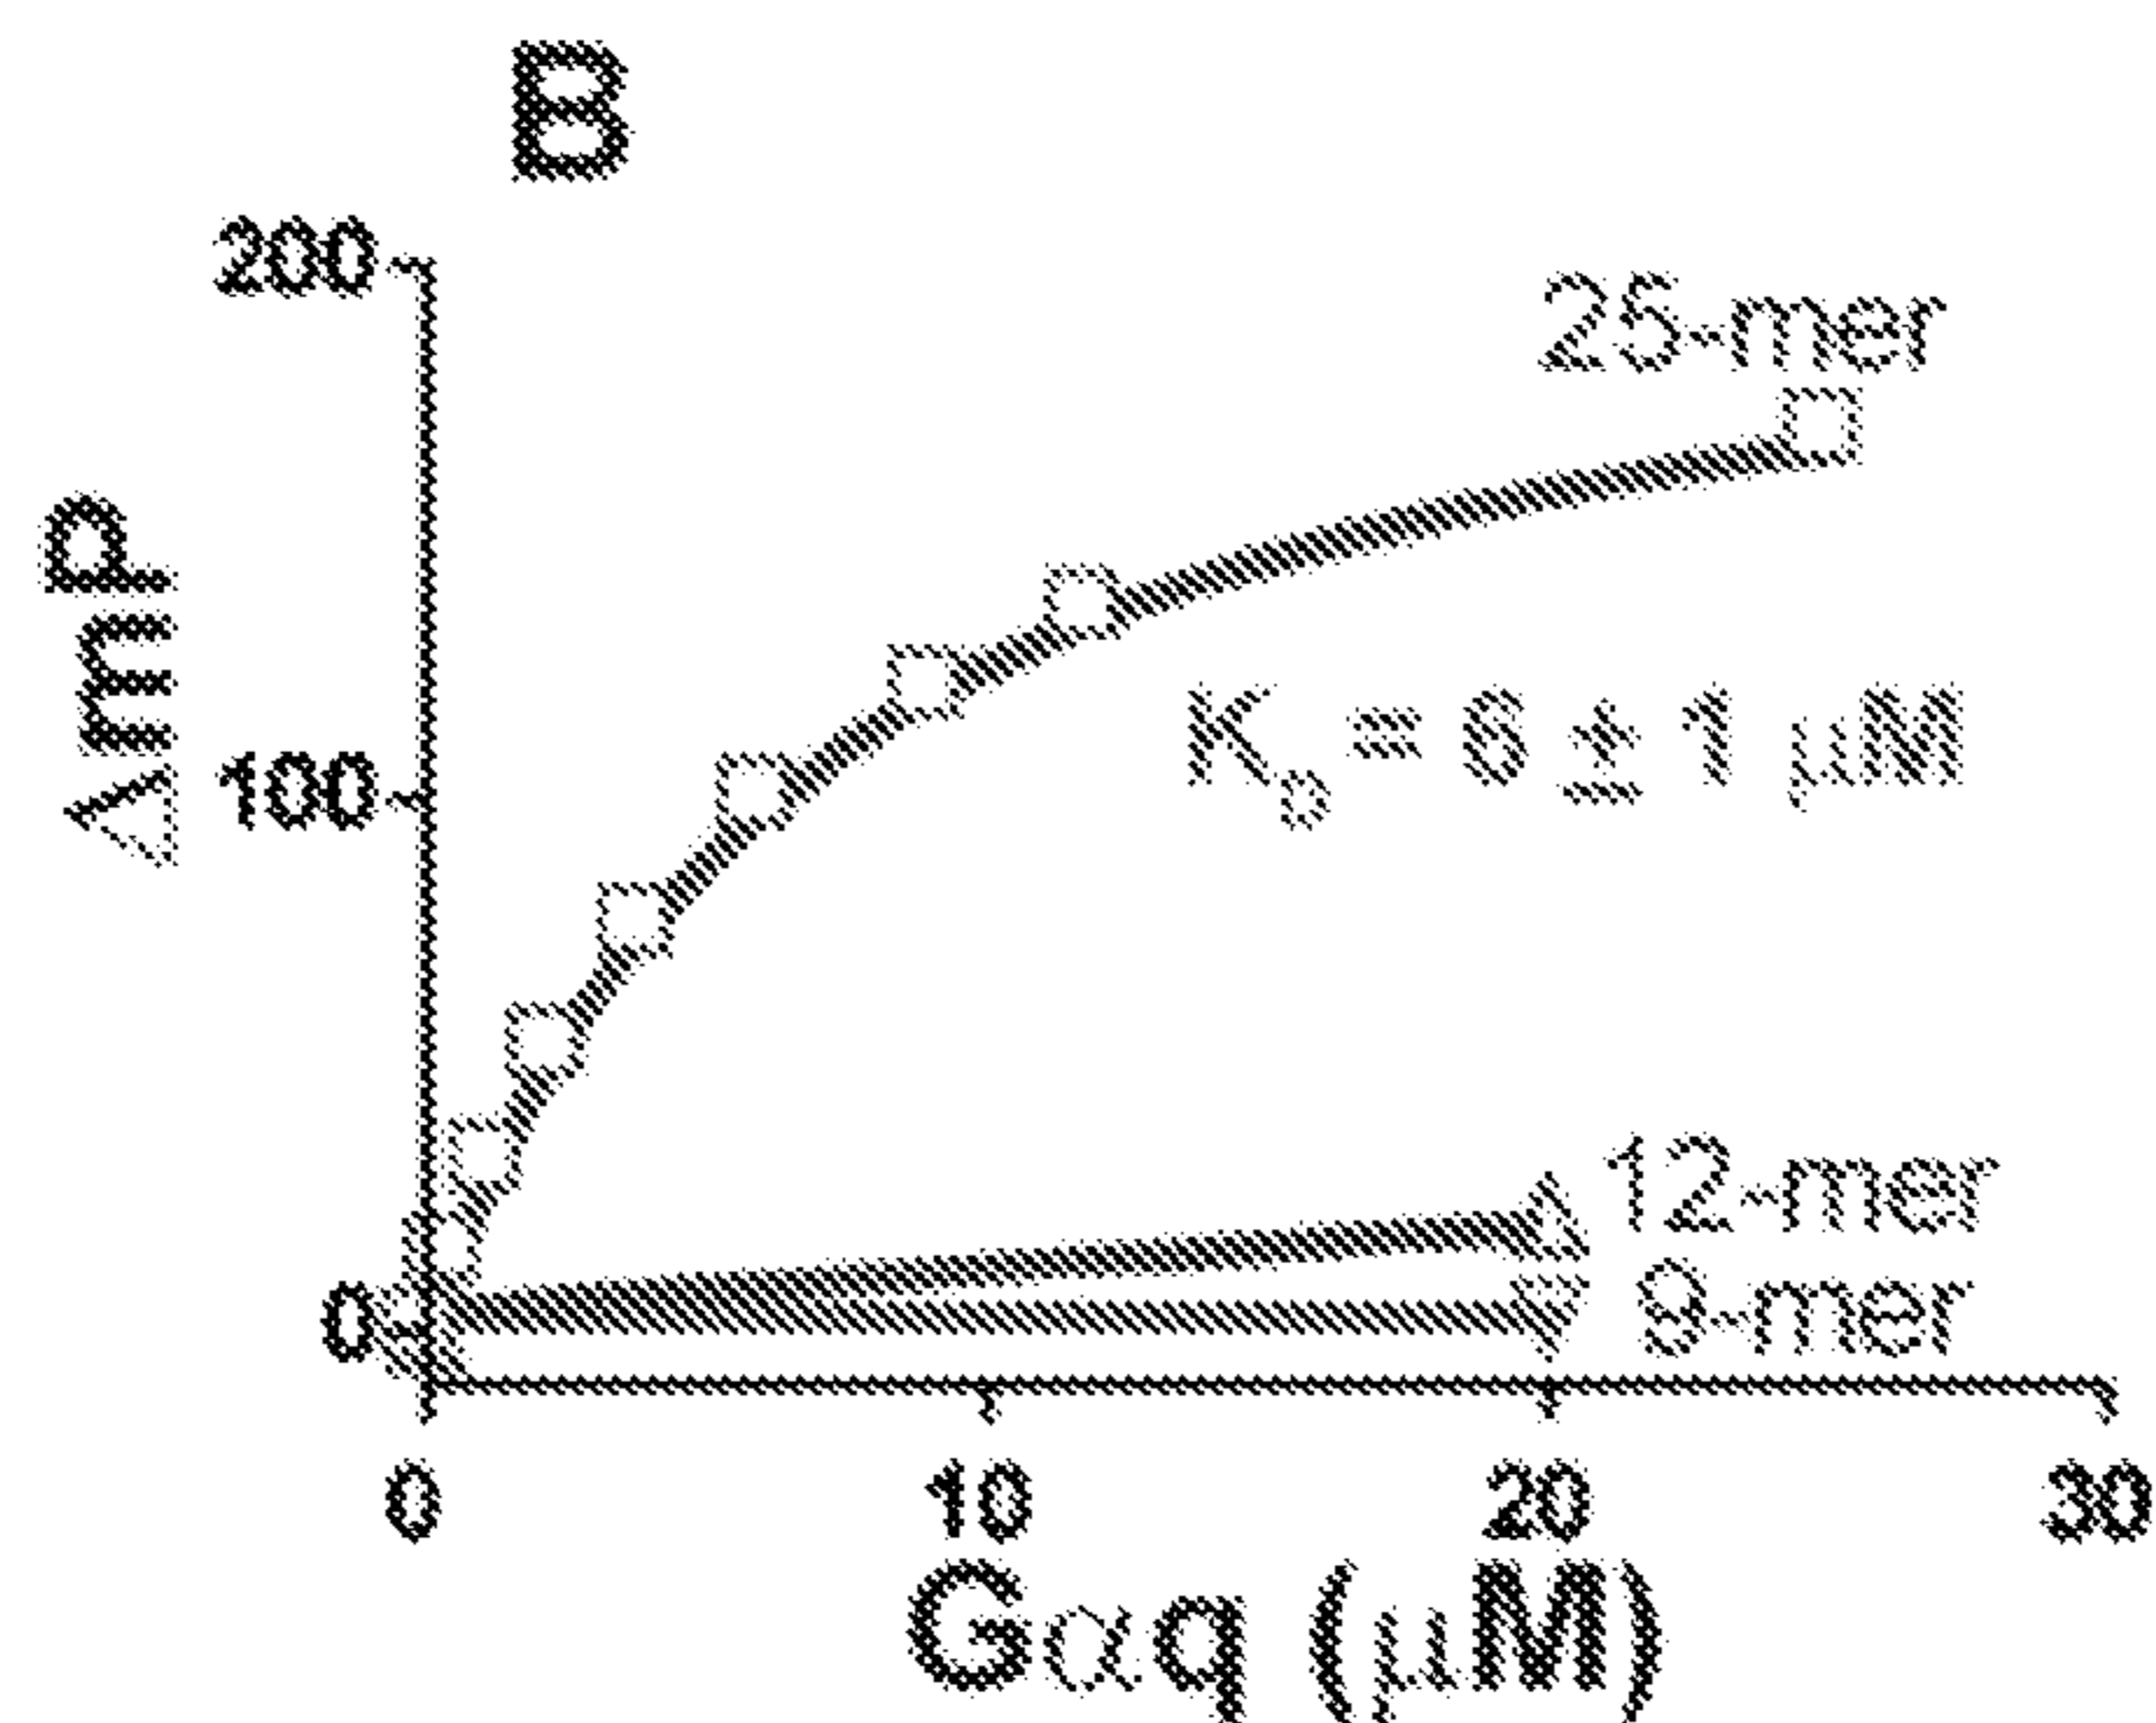 B
200
25-mer
ΔmP
K_D = 6 ± 1 μM
100
12-mer
9-mer
0
0 10 20 30
Gαq (μM)